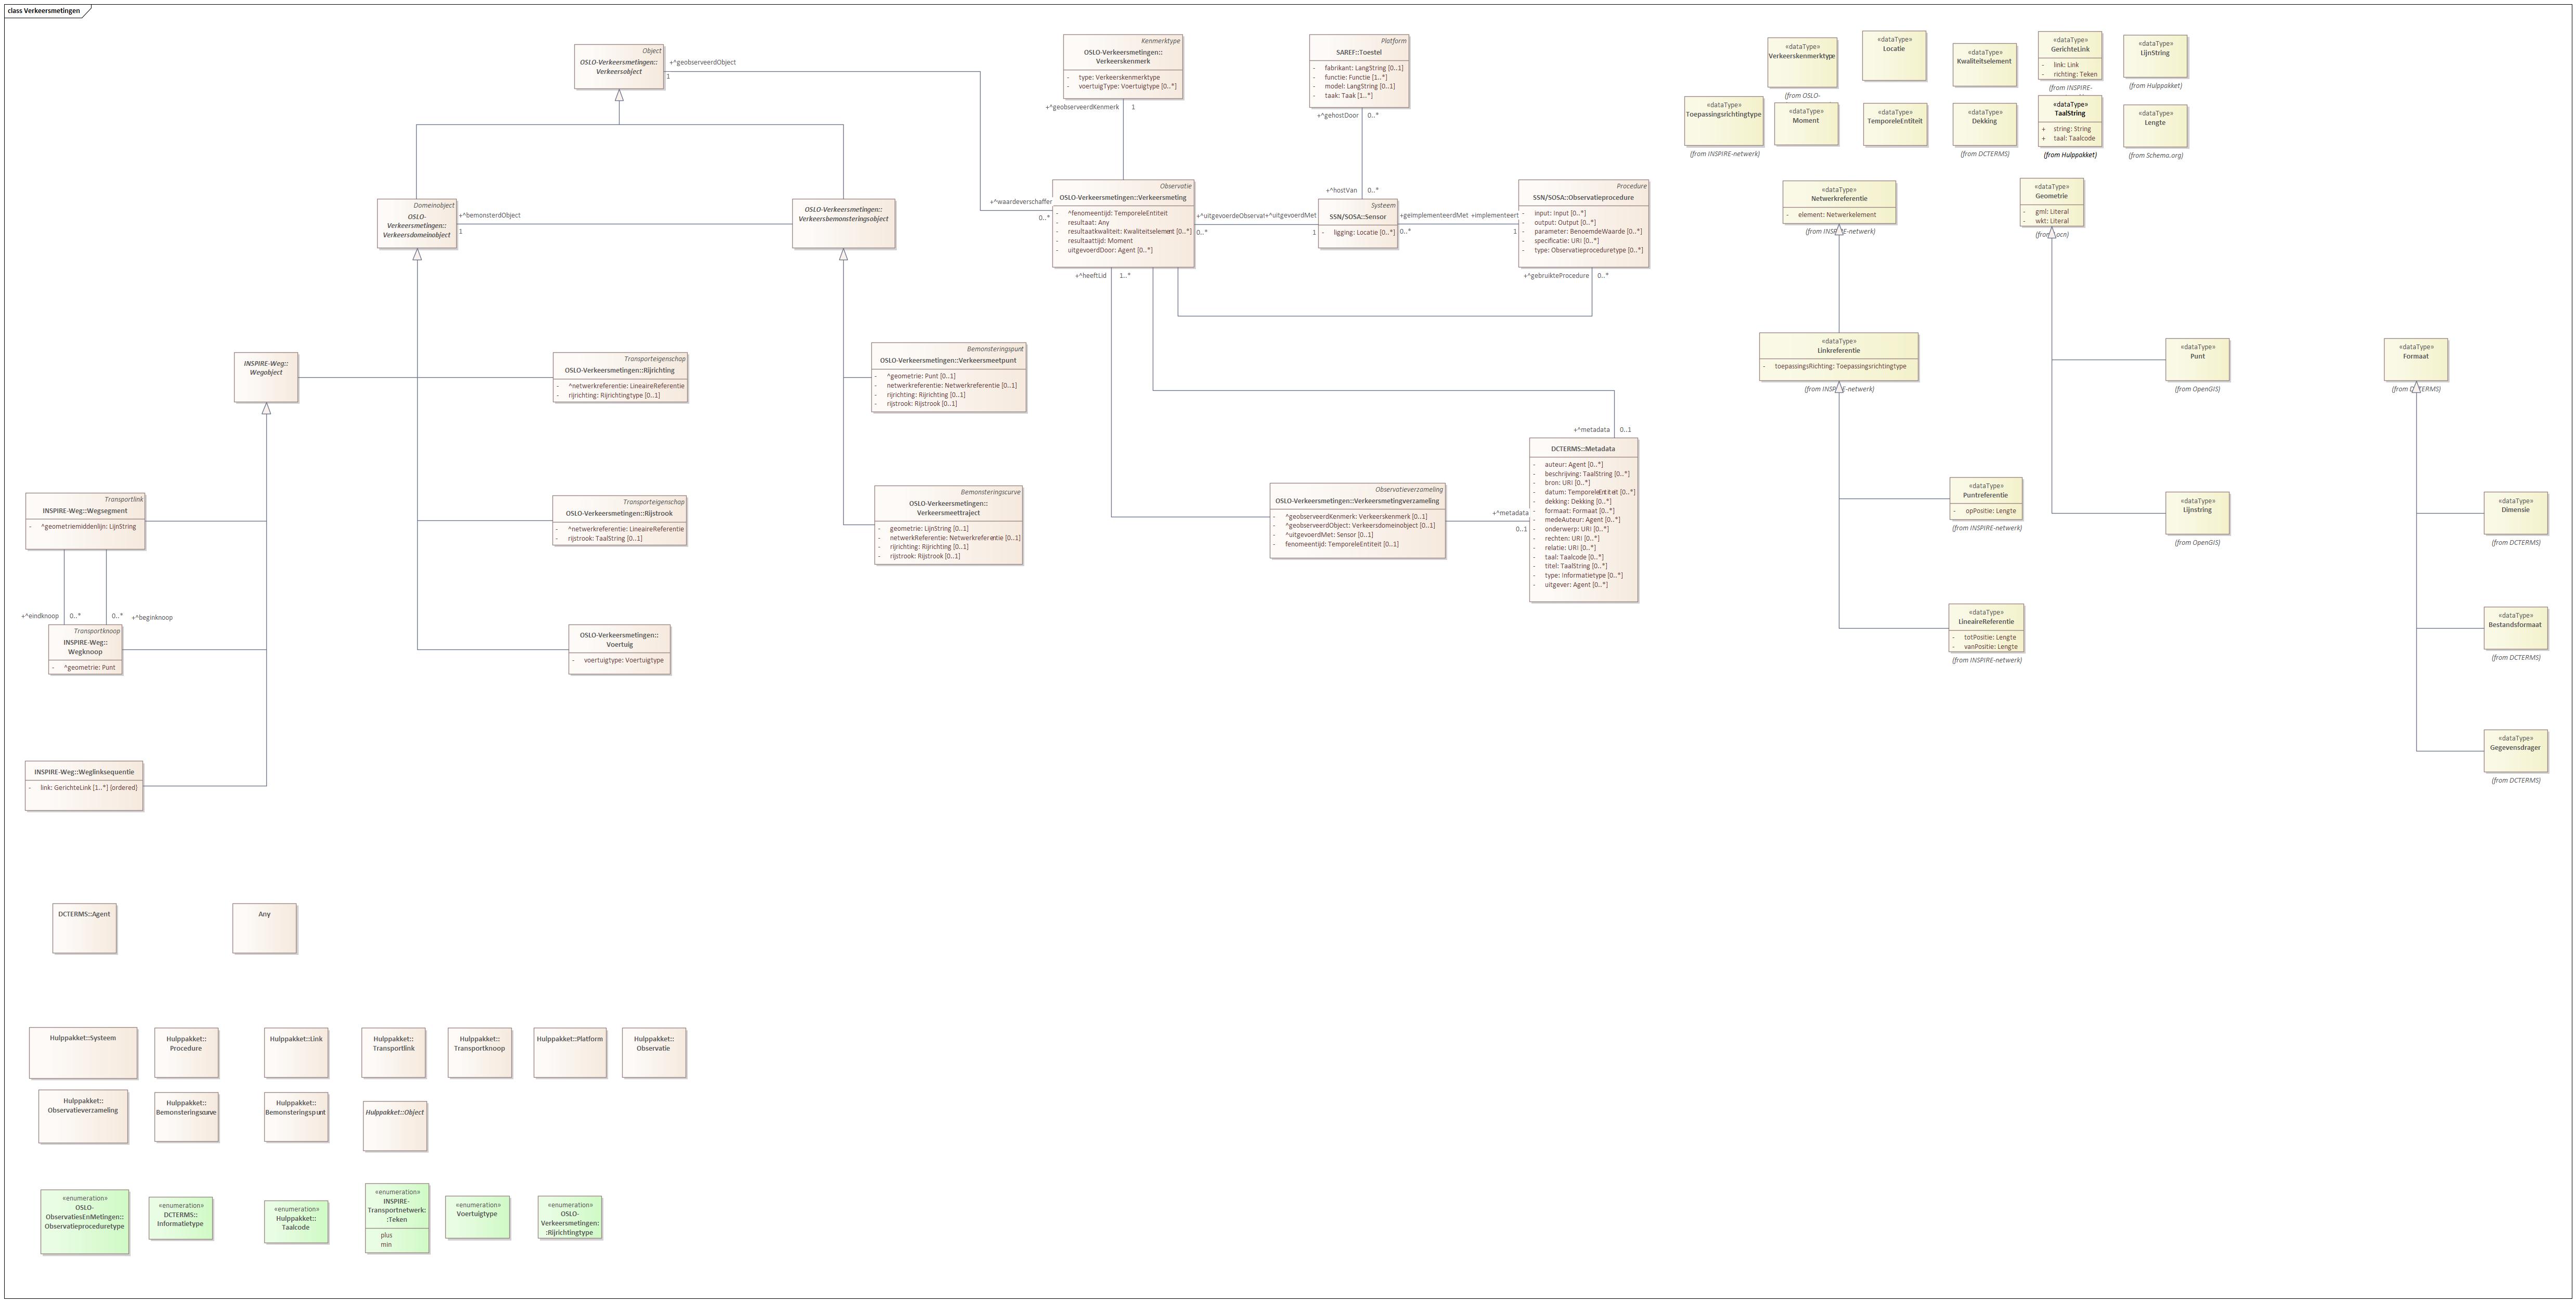 class Verkeersmetingen
Object
OSLO-Verkeersmetingen::
Verkeersobject
+^geobserveerdObject
1
Kenmerktype
OSLO-Verkeersmetingen::
Verkeerskenmerk
- type: Verkeerskenmerktype
- voertuigType: Voertuigtype [0..*]
+^geobserveerdKenmerk
1
Platform
SAREF::Toestel
- fabrikant: LangString [0..1]
- functie: Functie [1..*]
- model: LangString [0..1]
- taak: Taak [1..*]
+^gehostDoor
0..*
+^hostVan
0..*
Domeinobject
OSLO-
Verkeersmetingen::
Verkeersdomeinobject
+^bemonsterdObject
1
OSLO-Verkeersmetingen::
Verkeersbemonsteringsobject
+^waardeverschaffer
0..*
Observatie
OSLO-Verkeersmetingen::Verkeersmeting
- ^fenomeentijd: TemporeleEntiteit
- resultaat: Any
- resultaatkwaliteit: Kwaliteitselement [0..*]
- resultaattijd: Moment
- uitgevoerdDoor: Agent [0..*]
+^uitgevoerdeObservat
+^uitgevoerdMet
0..*
1
Systeem
SSN/SOSA::Sensor
- ligging: Locatie [0..*]
+geïmplementeerdMet
+implementeert
0..*
1
Procedure
SSN/SOSA::Observatieprocedure
- input: Input [0..*]
- output: Output [0..*]
- parameter: BenoemdeWaarde [0..*]
- specificatie: URI [0..*]
- type: Observatieproceduretype [0..*]
+^heeftLid
1..*
+^gebruikteProcedure
0..*
INSPIRE-Weg::
Wegobject
Transporteigenschap
OSLO-Verkeersmetingen::Rijrichting
- ^netwerkreferentie: LineaireReferentie
- rijrichting: Rijrichtingtype [0..1]
Bemonsteringspunt
OSLO-Verkeersmetingen::Verkeersmeetpunt
- ^geometrie: Punt [0..1]
- netwerkreferentie: Netwerkreferentie [0..1]
- rijrichting: Rijrichting [0..1]
- rijstrook: Rijstrook [0..1]
Transportlink
INSPIRE-Weg::Wegsegment
- ^geometriemiddenlijn: LijnString
Transporteigenschap
OSLO-Verkeersmetingen::Rijstrook
- ^netwerkreferentie: LineaireReferentie
- rijstrook: TaalString [0..1]
Bemonsteringscurve
OSLO-Verkeersmetingen::
Verkeersmeettraject
- geometrie: LijnString [0..1]
- netwerkReferentie: Netwerkreferentie [0..1]
- rijrichting: Rijrichting [0..1]
- rijstrook: Rijstrook [0..1]
Observatieverzameling
OSLO-Verkeersmetingen::Verkeersmetingverzameling
- ^geobserveerdKenmerk: Verkeerskenmerk [0..1]
- ^geobserveerdObject: Verkeersdomeinobject [0..1]
- ^uitgevoerdMet: Sensor [0..1]
- fenomeentijd: TemporeleEntiteit [0..1]
+^metadata
0..1
+^metadata
0..1
DCTERMS::Metadata
- auteur: Agent [0..*]
- beschrijving: TaalString [0..*]
- bron: URI [0..*]
- datum: TemporeleEntiteit [0..*]
- dekking: Dekking [0..*]
- formaat: Formaat [0..*]
- medeAuteur: Agent [0..*]
- onderwerp: URI [0..*]
- rechten: URI [0..*]
- relatie: URI [0..*]
- taal: Taalcode [0..*]
- titel: TaalString [0..*]
- type: Informatietype [0..*]
- uitgever: Agent [0..*]
+^eindknoop
0..*
0..*
+^beginknoop
Transportknoop
INSPIRE-Weg::
Wegknoop
- ^geometrie: Punt
OSLO-Verkeersmetingen::
Voertuig
- voertuigtype: Voertuigtype
INSPIRE-Weg::Weglinksequentie
- link: GerichteLink [1..*] {ordered}
«dataType»
Verkeerskenmerktype
(from OSLO-
«dataType»
Locatie
«dataType»
Kwaliteitselement
«dataType»
GerichteLink
- link: Link
- richting: Teken
(from INSPIRE-
«dataType»
LijnString
(from Hulppakket)
«dataType»
Toepassingsrichtingtype
(from INSPIRE-netwerk)
«dataType»
Moment
«dataType»
TemporeleEntiteit
«dataType»
Dekking
(from DCTERMS)
«dataType»
TaalString
+ string: String
+ taal: Taalcode
(from Hulppakket)
«dataType»
Lengte
(from Schema.org)
«dataType»
Netwerkreferentie
- element: Netwerkelement
«dataType»
Geometrie
- gml: Literal
- wkt: Literal
«dataType»
Linkreferentie
- toepassingsRichting: Toepassingsrichtingtype
«dataType»
Punt
(from OpenGIS)
«dataType»
Formaat
«dataType»
Puntreferentie
- opPositie: Lengte
(from INSPIRE-netwerk)
«dataType»
Lijnstring
(from OpenGIS)
«dataType»
Dimensie
(from DCTERMS)
«dataType»
LineaireReferentie
- totPositie: Lengte
- vanPositie: Lengte
(from INSPIRE-netwerk)
«dataType»
Bestandsformaat
(from DCTERMS)
«dataType»
Gegevensdrager
(from DCTERMS)
DCTERMS::Agent
Any
Hulppakket::Systeem
Hulppakket::
Procedure
Hulppakket::Link
Hulppakket::
Transportlink
Hulppakket::
Transportknoop
Hulppakket::Platform
Hulppakket::
Observatie
Hulppakket::
Observatieverzameling
Hulppakket::
Bemonsteringscurve
Hulppakket::
Bemonsteringspunt
Hulppakket::Object
«enumeration»
OSLO-
ObservatiesEnMetingen::
Observatieproceduretype
«enumeration»
DCTERMS::
Informatietype
«enumeration»
Hulppakket::
Taalcode
«enumeration»
INSPIRE-
Transportnetwerk:
:Teken
plus
min
«enumeration»
Voertuigtype
«enumeration»
OSLO-
Verkeersmetingen:
:Rijrichtingtype